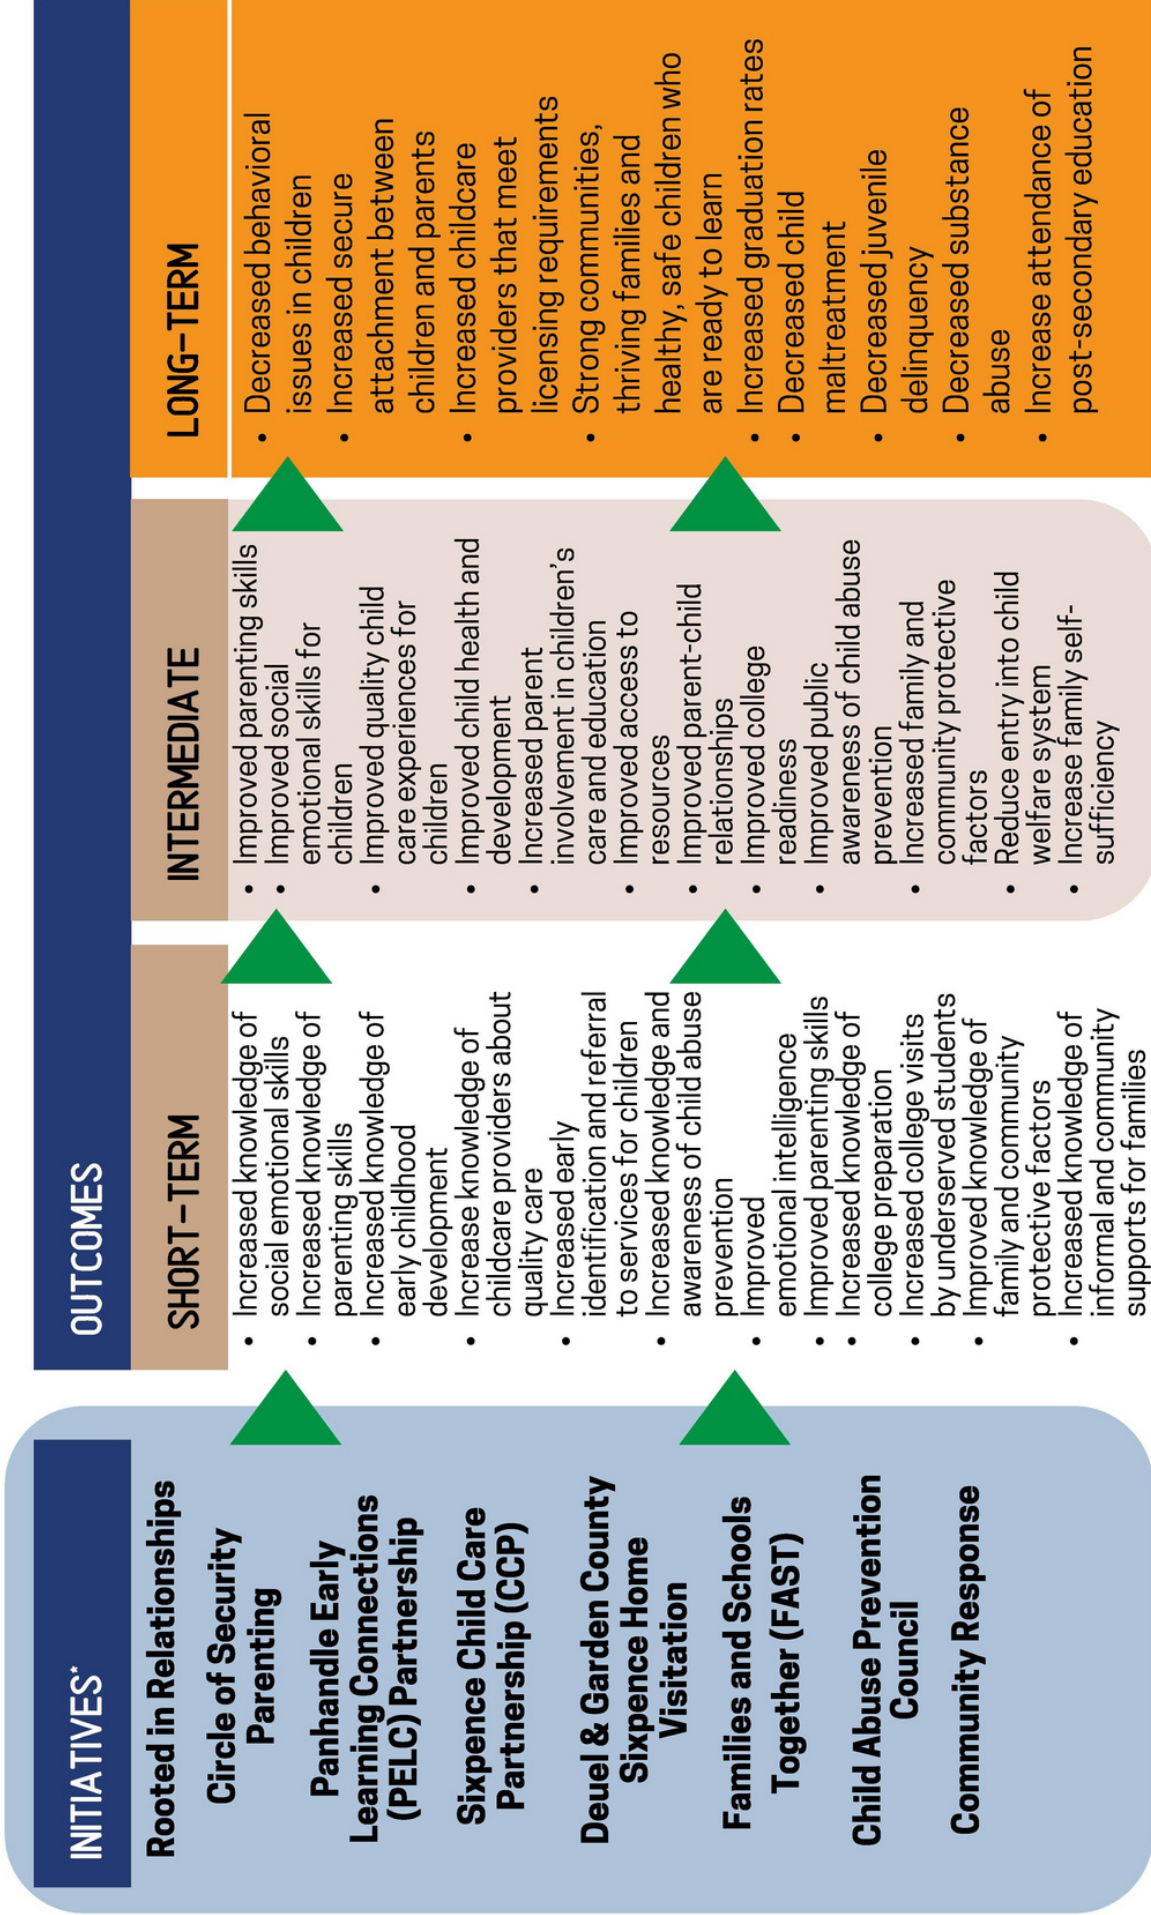 INITIATIVES*
Rooted in Relationships
Circle of Security
Parenting
Panhandle Early
Learning Connections
(PELC) Partnership
Sixpence Child Care
Partnership (CCP)
Deuel & Garden County
Sixpence Home
Visitation
Families and Schools
Together (FAST)
Child Abuse Prevention
Council
Community Response
OUTCOMES
SHORT-TERM
• Increased knowledge of
social emotional skills
• Increased knowledge of
parenting skills
• Increased knowledge of
early childhood
development
• Increase knowledge of
childcare providers about
quality care
• Increased early
identification and referral
to services for children
• Increased knowledge and
awareness of child abuse
prevention
• Improved
emotional intelligence
• Improved parenting skills
• Increased knowledge of
college preparation
• Increased college visits
by underserved students
• Improved knowledge of
family and community
protective factors
• Increased knowledge of
informal and community
supports for families
INTERMEDIATE
• Improved parenting skills
• Improved social
emotional skills for
children
• Improved quality child
care experiences for
children
• Improved child health and
development
• Increased parent
involvement in children's
care and education
• Improved access to
resources
• Improved parent-child
relationships
• Improved college
readiness
• Improved public
awareness of child abuse
prevention
• Increased family and
community protective
factors
• Reduce entry into child
welfare system
• Increase family self-
sufficiency
LONG-TERM
• Decreased behavioral
issues in children
• Increased secure
attachment between
children and parents
• Increased childcare
providers that meet
licensing requirements
• Strong communities,
thriving families and
healthy, safe children who
are ready to learn
• Increased graduation rates
• Decreased child
maltreatment
• Decreased juvenile
delinquency
• Decreased substance
abuse
• Increase attendance of
post-secondary education